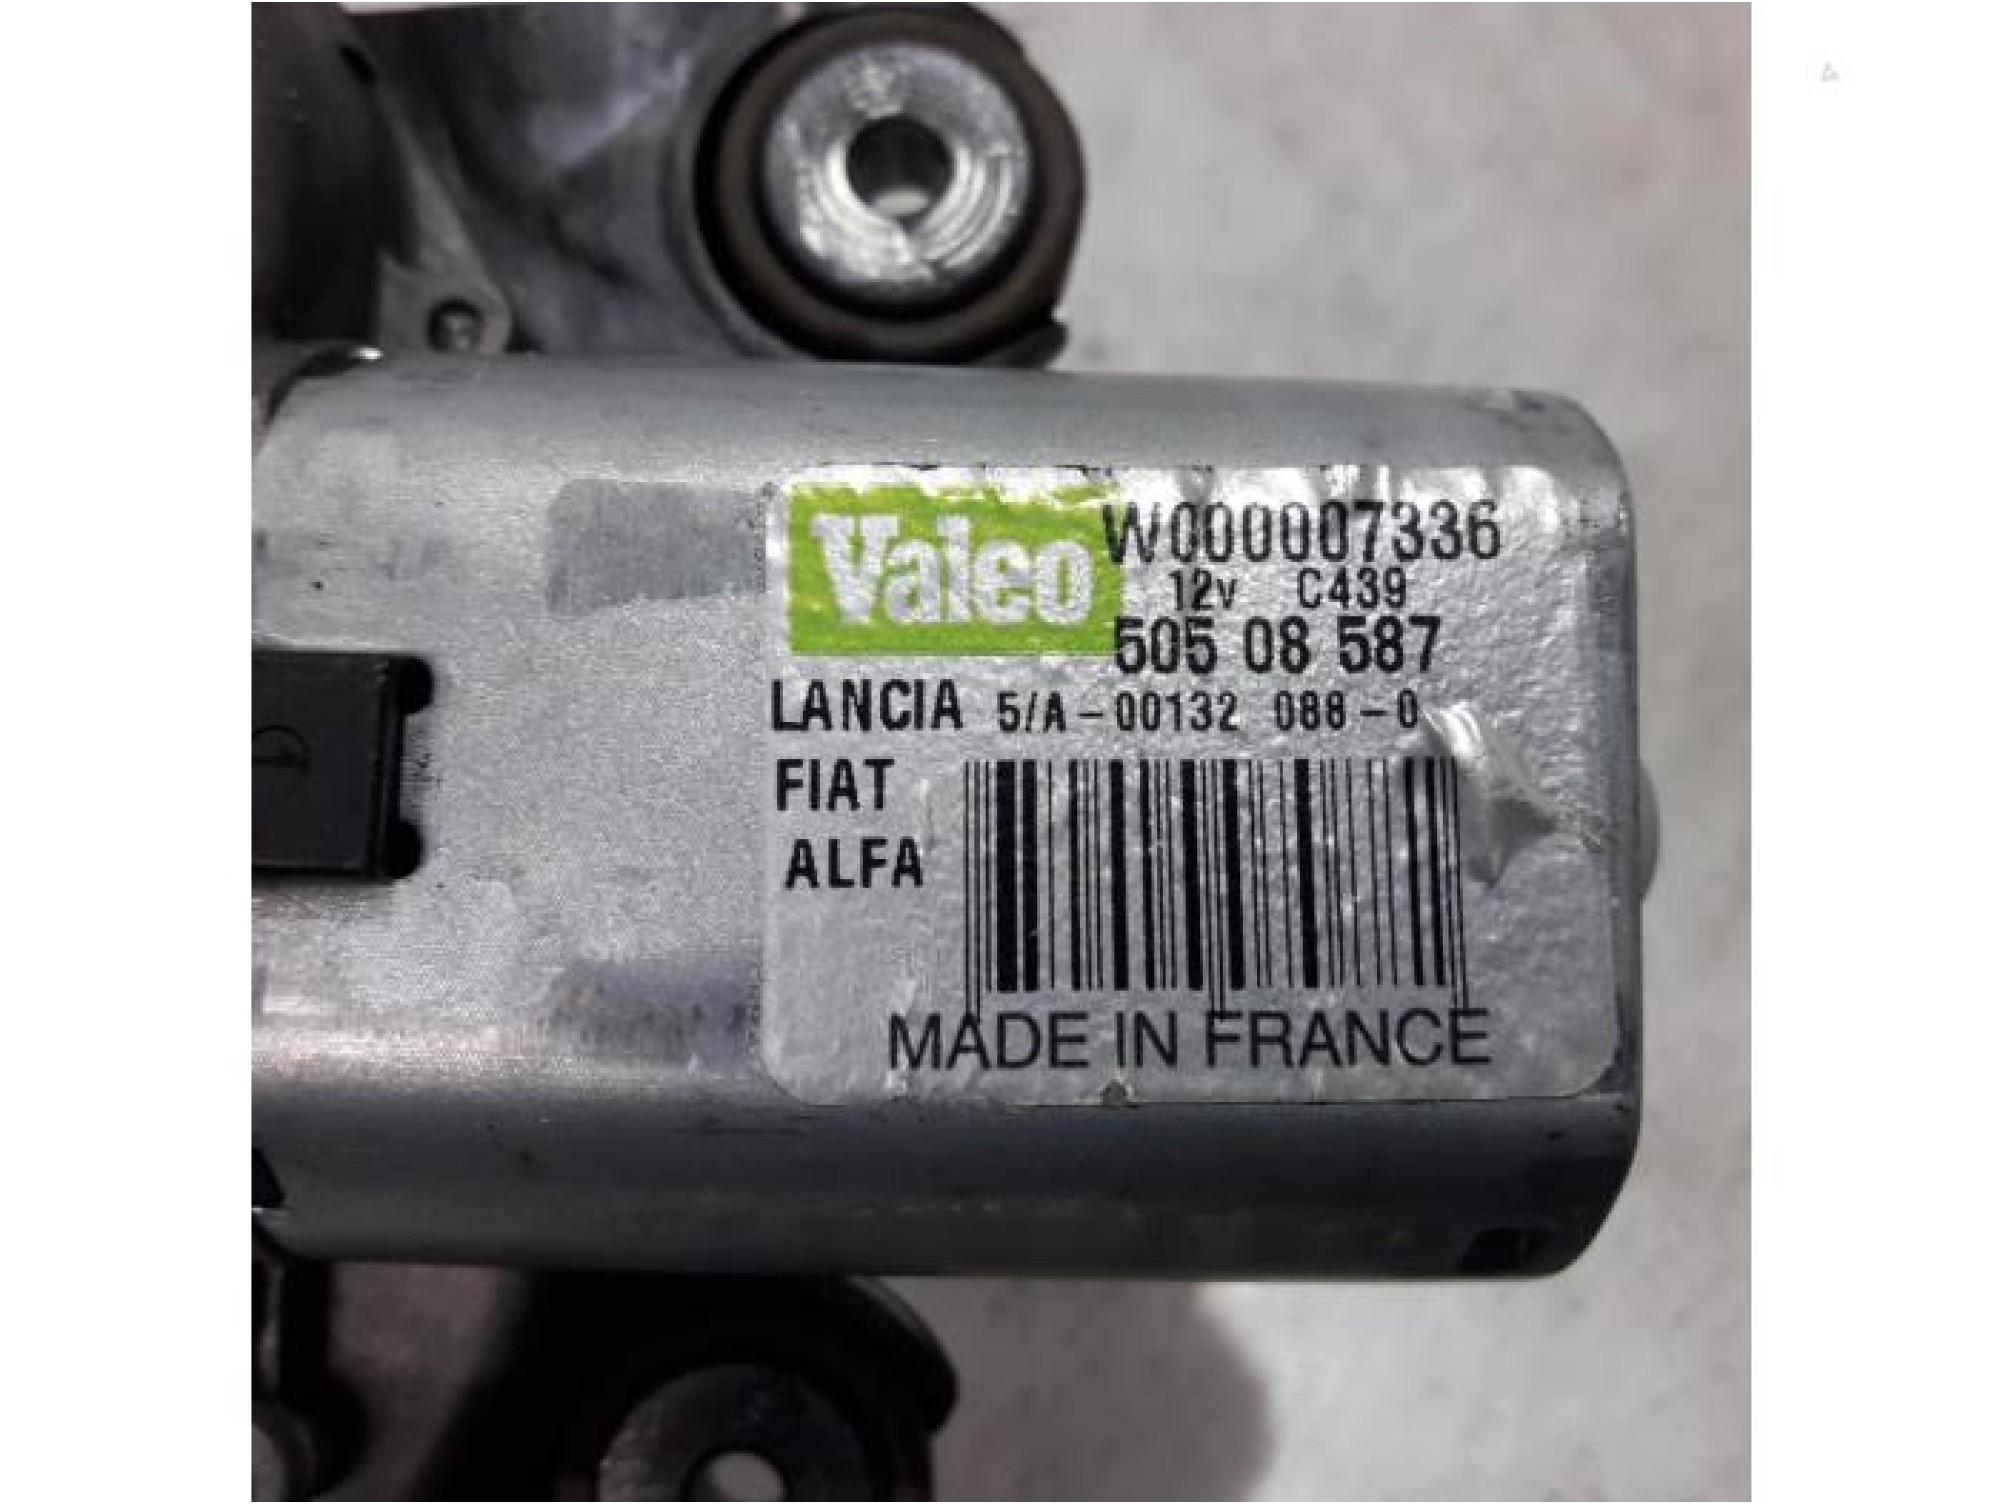 Valeo W000007336
12v C439
505 08 587
LANCIA 5/A-00132 088-0
FIAT
ALFA
MADE IN FRANCE